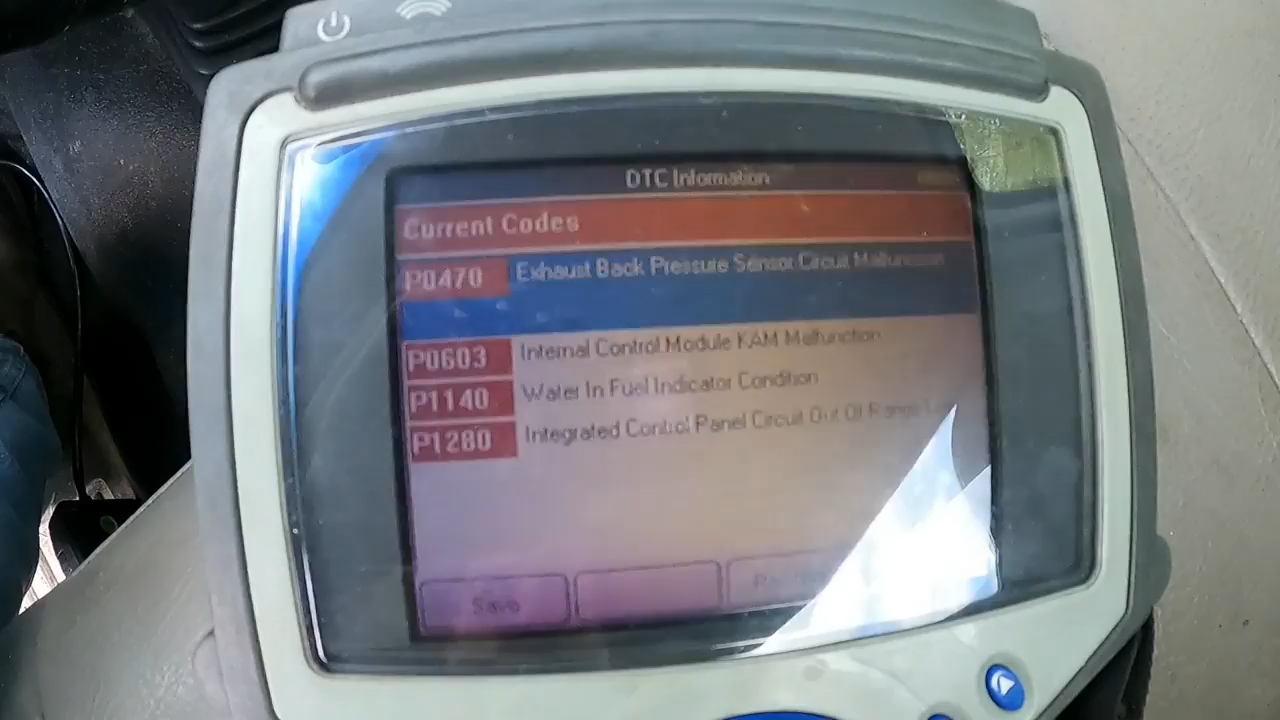 DTC Information
Current Codes
P0470 Exhaust Back Pressure Sensor Circuit Malfunction
P0603 Internal Control Module KAM Malfunction
P1140 Water In Fuel Indicator Condition
P1280 Integrated Control Panel Circuit Out Of Range
Save